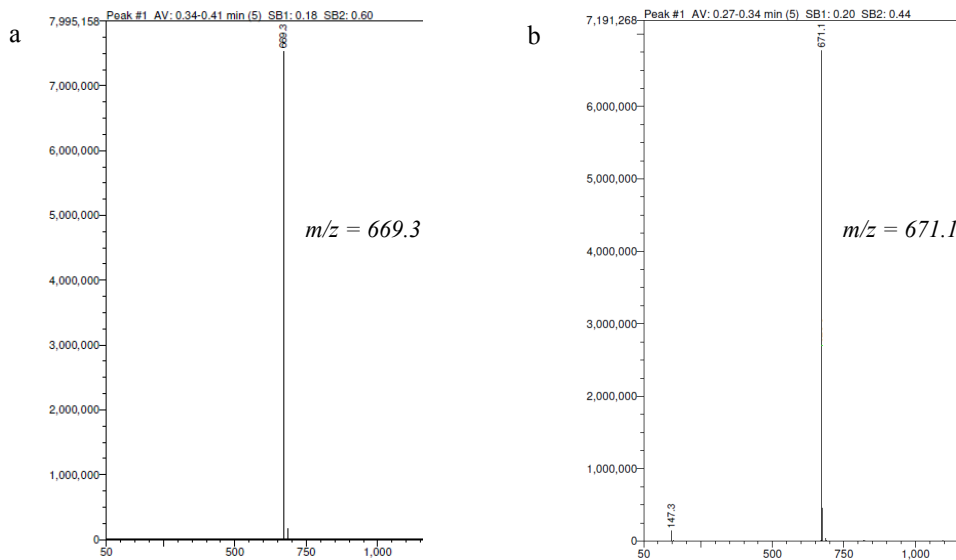 a
Peak #1 AV: 0.34-0.41 min (5) SB1: 0.18 SB2: 0.60
7,995,158
669.3
7,000,000
6,000,000
5,000,000
m/z = 669.3
4,000,000
3,000,000
2,000,000
1,000,000
0
50 500 750 1,000
b
Peak #1 AV: 0.27-0.34 min (5) SB1: 0.20 SB2: 0.44
7,191,268
671.1
6,000,000
5,000,000
m/z = 671.1
4,000,000
3,000,000
2,000,000
1,000,000
147.3
0
50 500 750 1,000